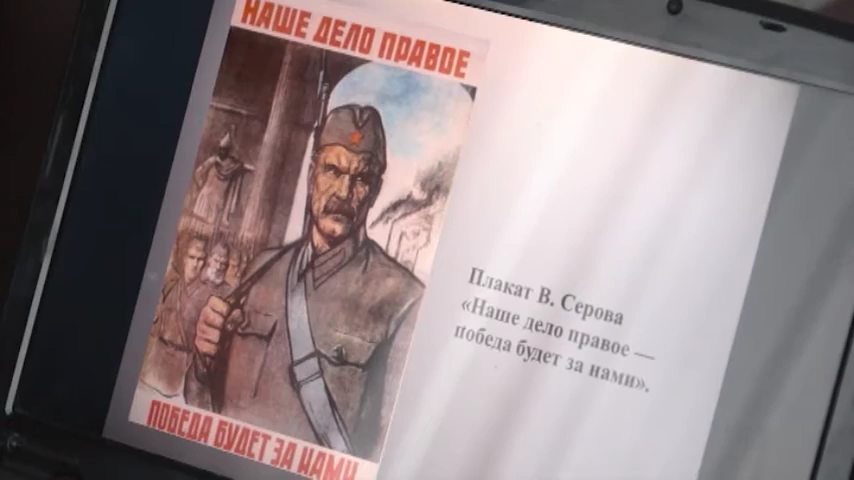 НАШЕ ДЕЛО ПРАВОЕ
ПОБЕДА БУДЕТ ЗА НАМИ
Плакат В. Серова
«Наше дело правое —
победа будет за нами».